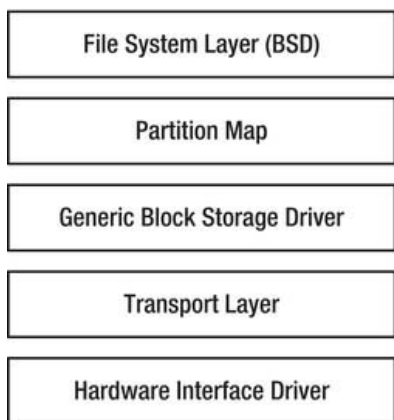 File System Layer (BSD)
Partition Map
Generic Block Storage Driver
Transport Layer
Hardware Interface Driver